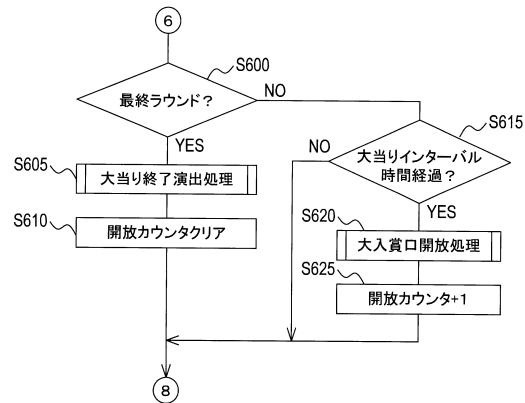 6
S600
最終ラウンド？
NO
YES
S615
NO
大当りインターバル
時間経過？
YES
S605
大当り終了演出処理
S610
開放カウンタクリア
S620
大入賞口開放処理
S625
開放カウンタ+1
8